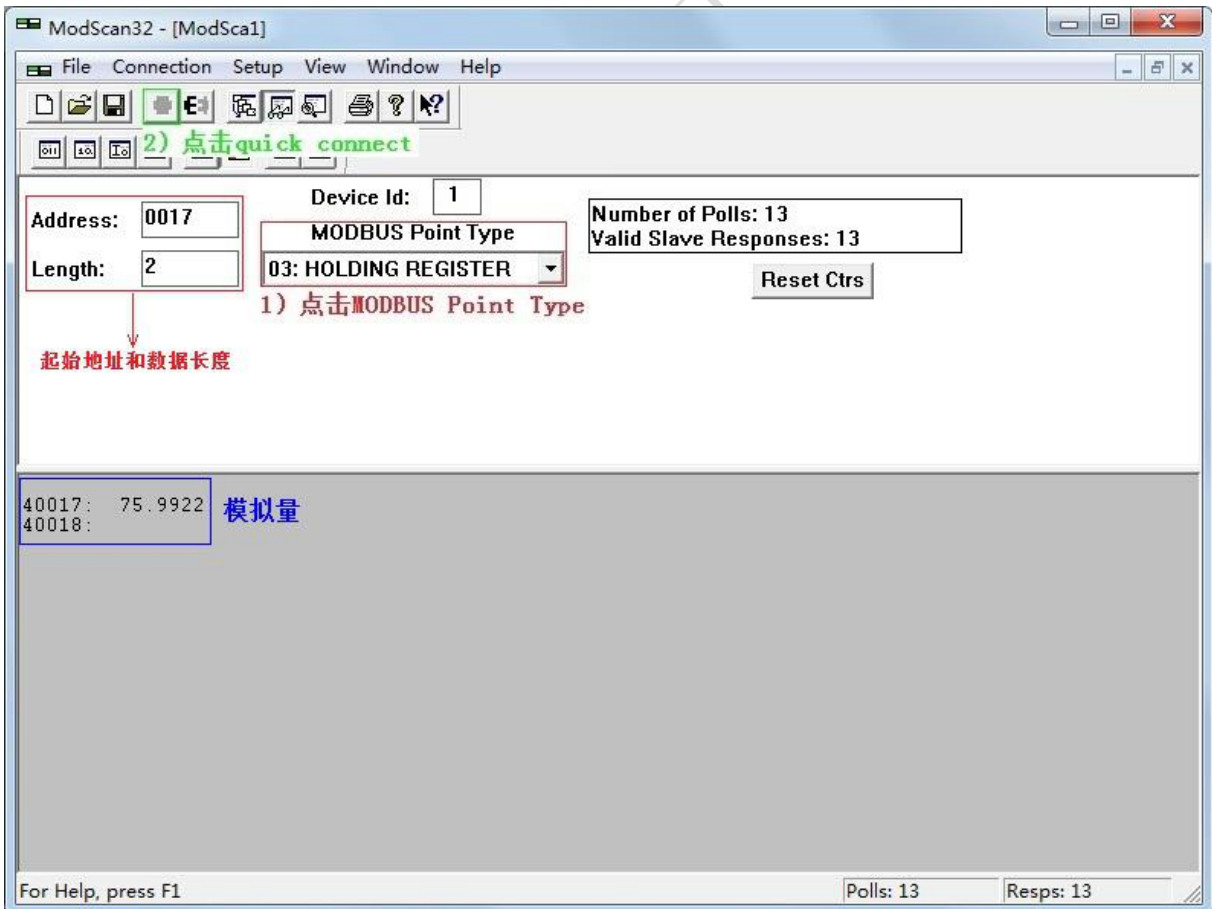 ModScan32 - [ModSca1]
File Connection Setup View Window Help
2) 点击quick connect
Address: 0017
Device Id: 1
Number of Polls: 13
MODBUS Point Type
Valid Slave Responses: 13
Length: 2
03: HOLDING REGISTER
Reset Ctrs
1) 点击MODBUS Point Type
起始地址和数据长度
40017: 75.9922
40018:
模拟量
For Help, press F1
Polls: 13
Resps: 13